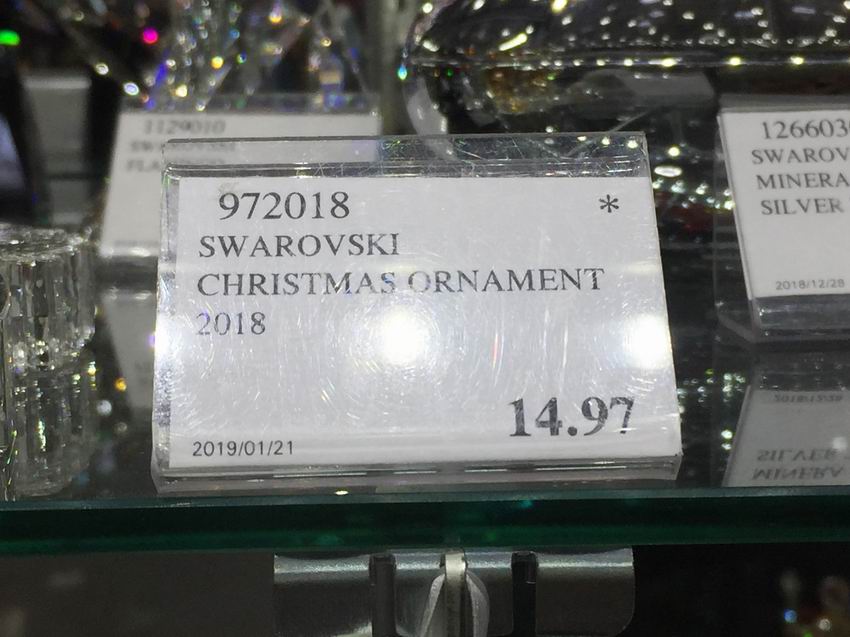 972018 *
SWAROVSKI
CHRISTMAS ORNAMENT
2018
14.97
2019/01/21
1129010
126603
SWAROV
MINERA
SILVER
2018/12/28